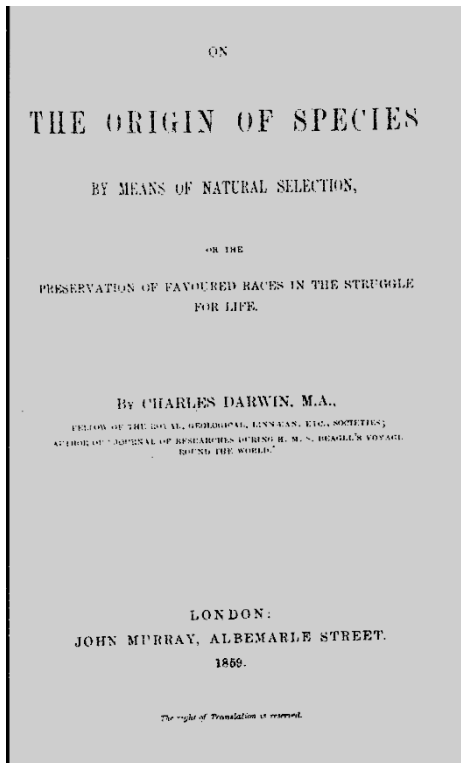 ON
THE ORIGIN OF SPECIES
BY MEANS OF NATURAL SELECTION,
OR THE
PRESERVATION OF FAVOURED RACES IN THE STRUGGLE
FOR LIFE.
BY CHARLES DARWIN, M.A.,
FELLOW OF THE ROYAL, GEOLOGICAL, LINNÆAN, ETC., SOCIETIES;
AUTHOR OF 'JOURNAL OF RESEARCHES DURING H. M. S. BEAGLE'S VOYAGE
ROUND THE WORLD.'
LONDON:
JOHN MURRAY, ALBEMARLE STREET.
1859.
The right of Translation is reserved.